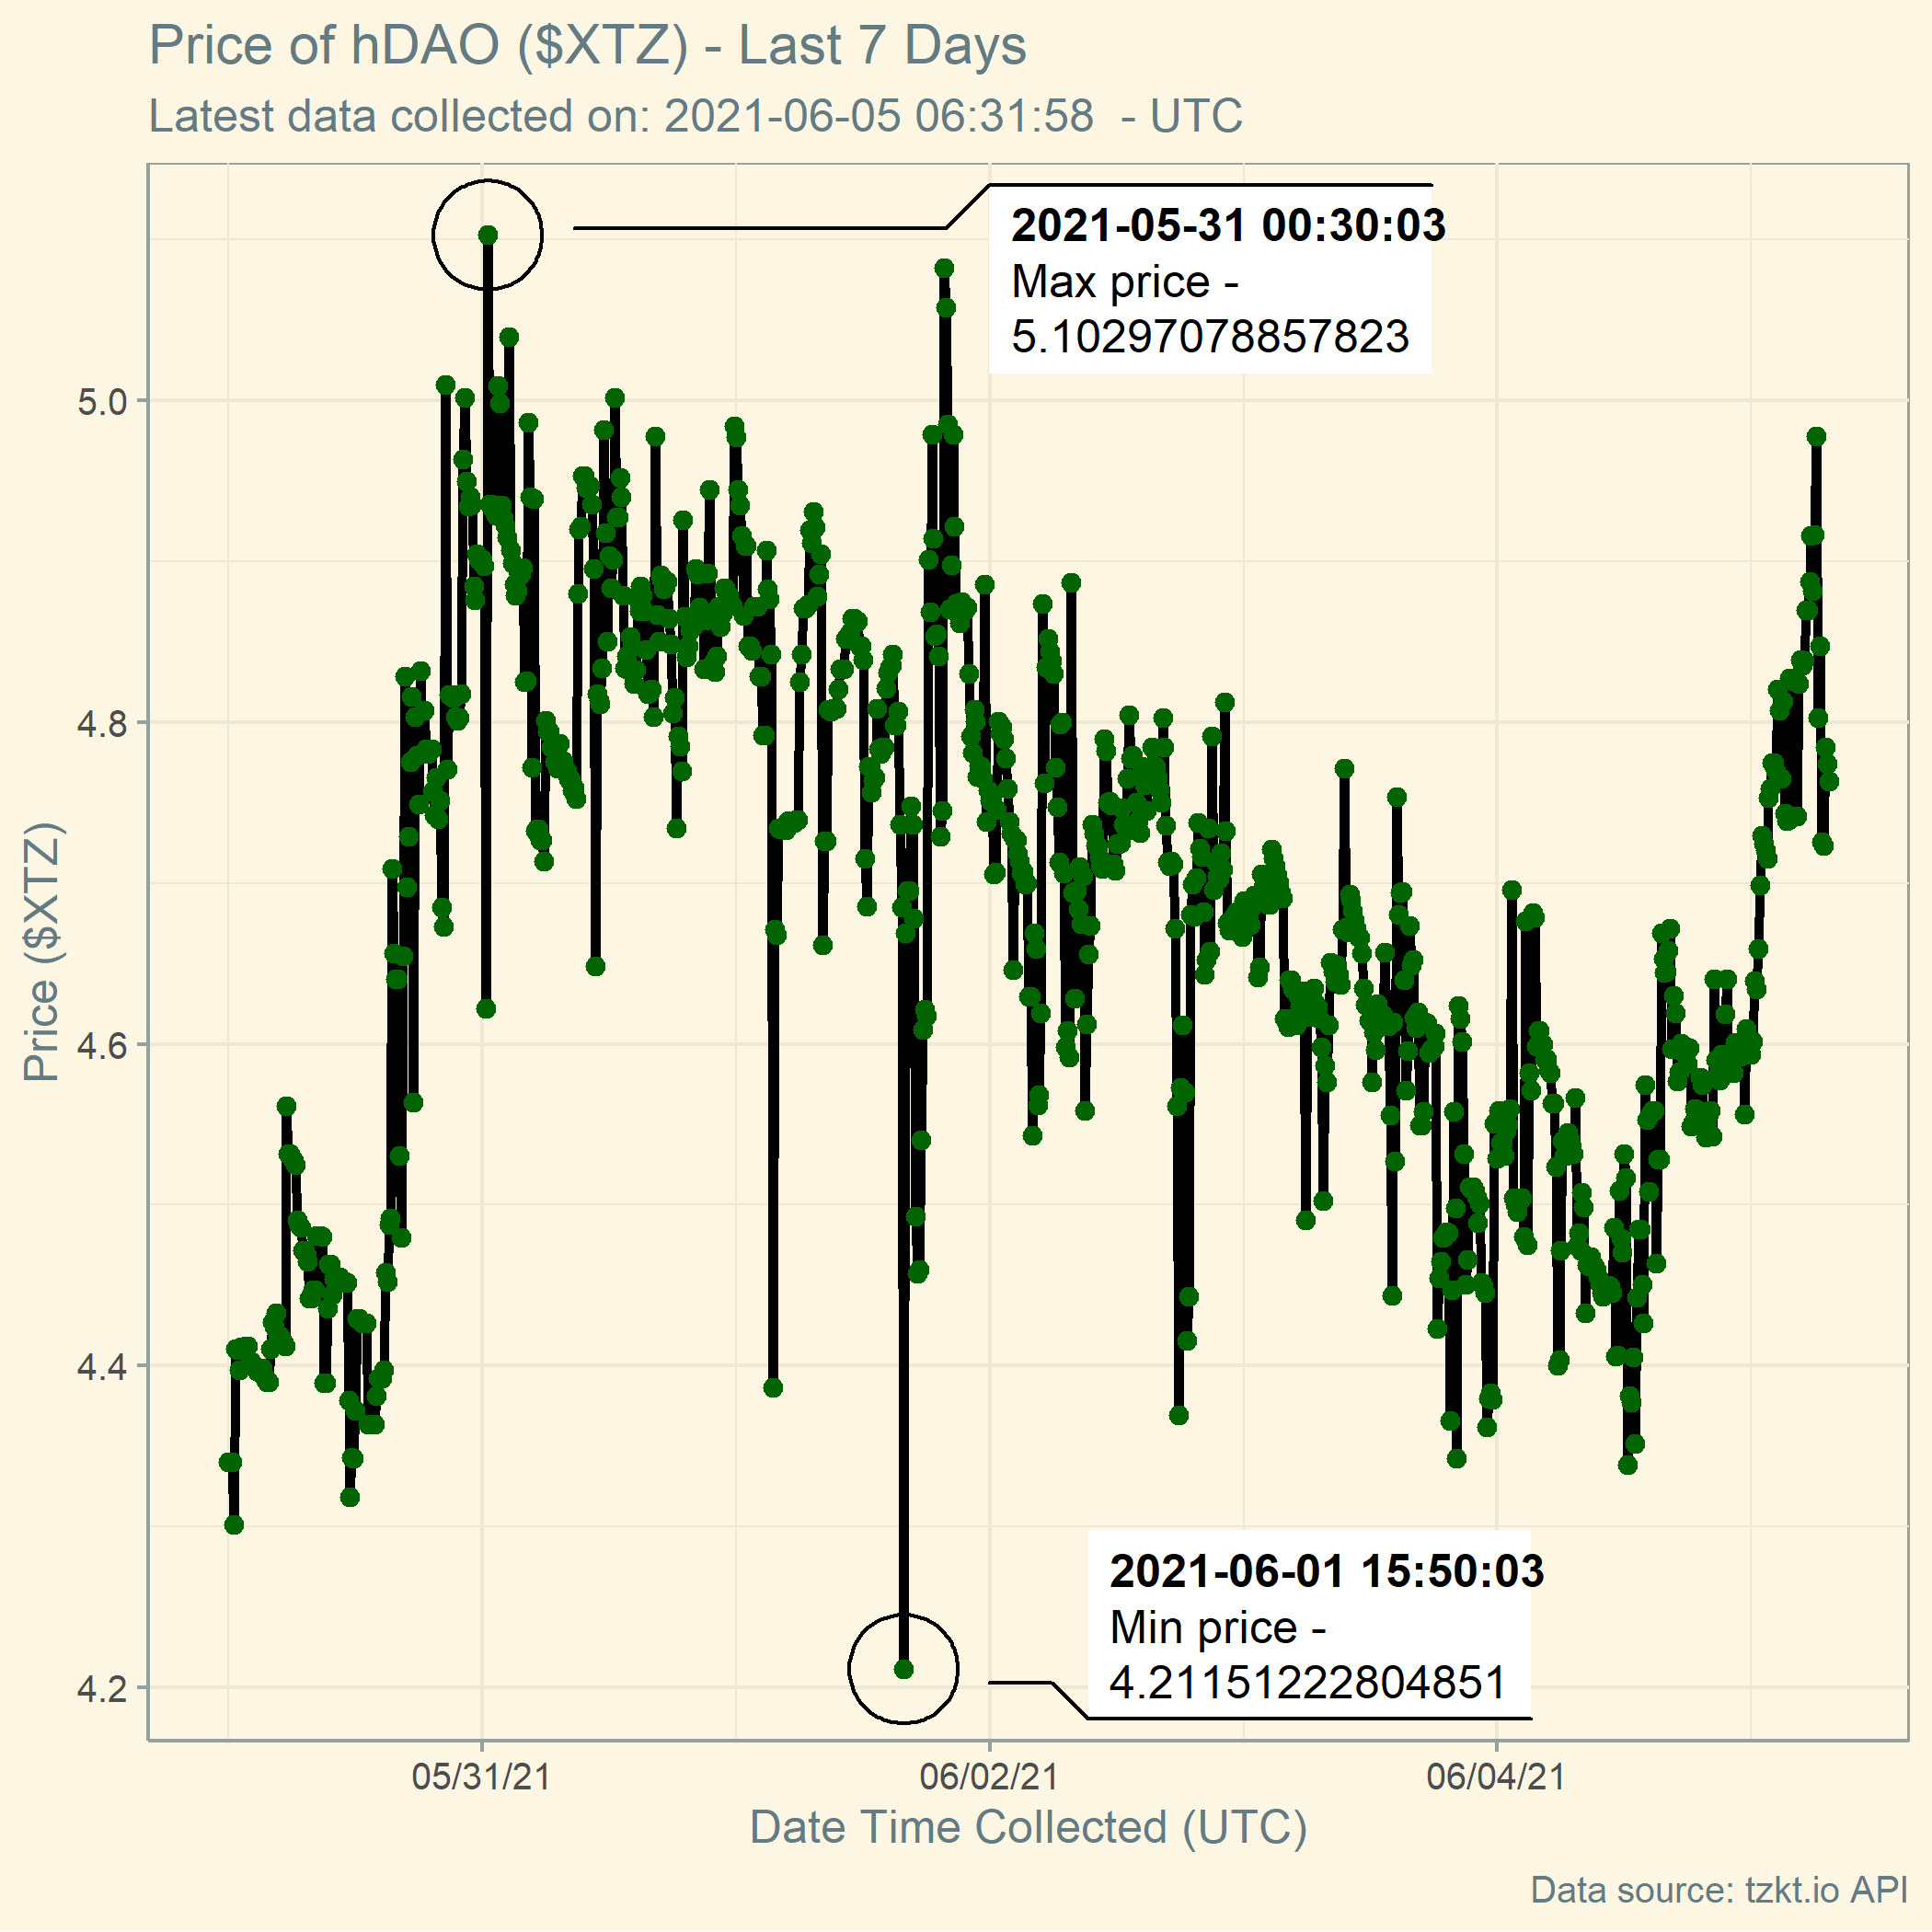 Price of hDAO ($XTZ) - Last 7 Days
Latest data collected on: 2021-06-05 06:31:58  - UTC
2021-05-31 00:30:03
Max price -
5.10297078857823
5.0
4.8
4.6
4.4
4.2
Price ($XTZ)
2021-06-01 15:50:03
Min price -
4.21151222804851
05/31/21
06/02/21
06/04/21
Date Time Collected (UTC)
Data source: tzkt.io API